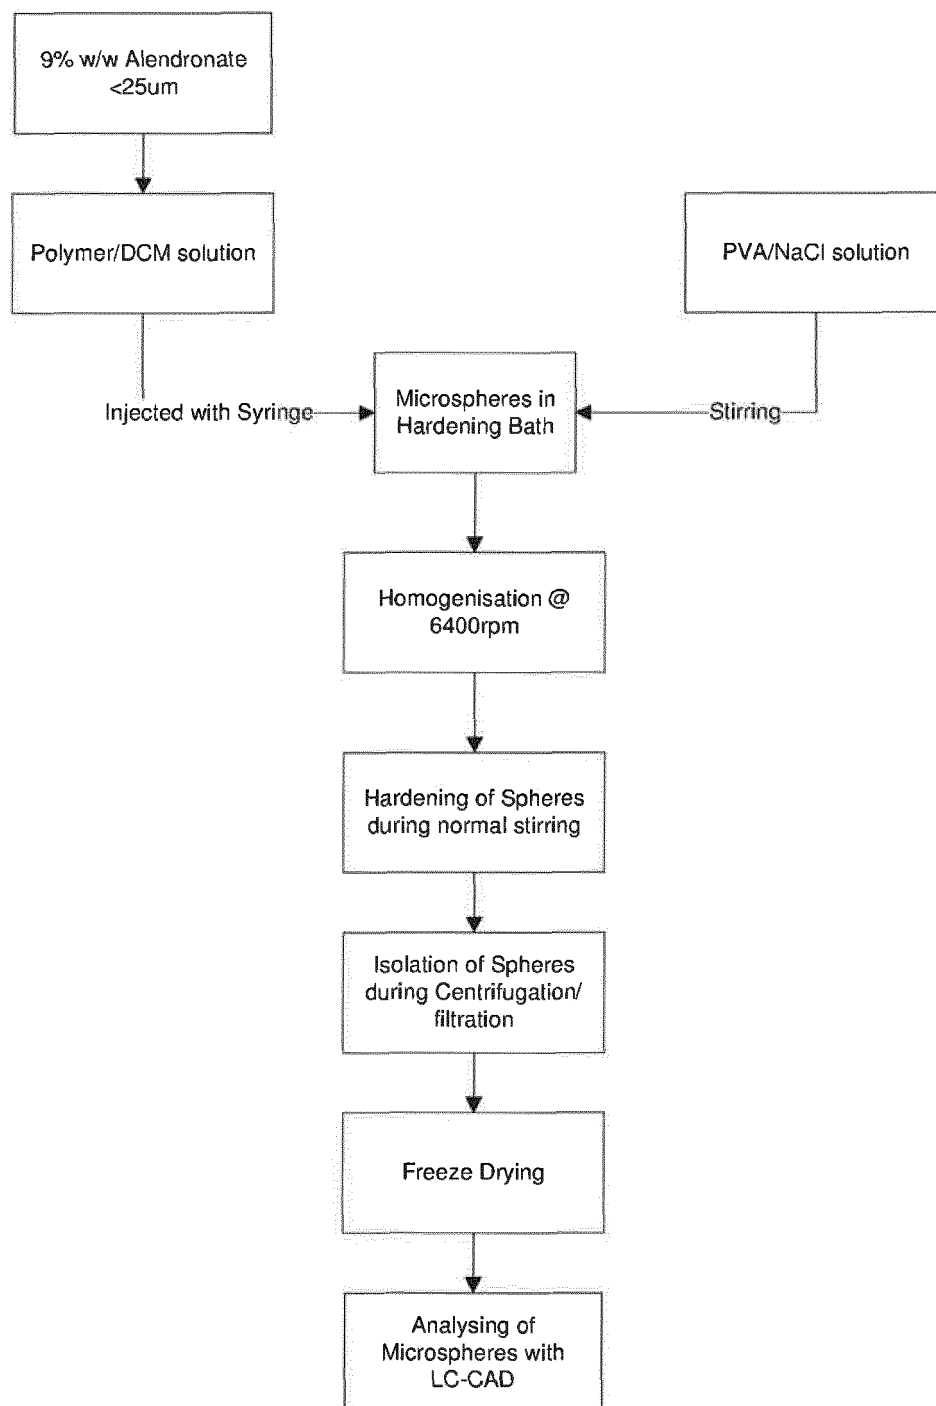 9% w/w Alendronate
<25um
Polymer/DCM solution
PVA/NaCl solution
Injected with Syringe
Microspheres in
Hardening Bath
Stirring
Homogenisation @
6400rpm
Hardening of Spheres
during normal stirring
Isolation of Spheres
during Centrifugation/
filtration
Freeze Drying
Analysing of
Microspheres with
LC-CAD